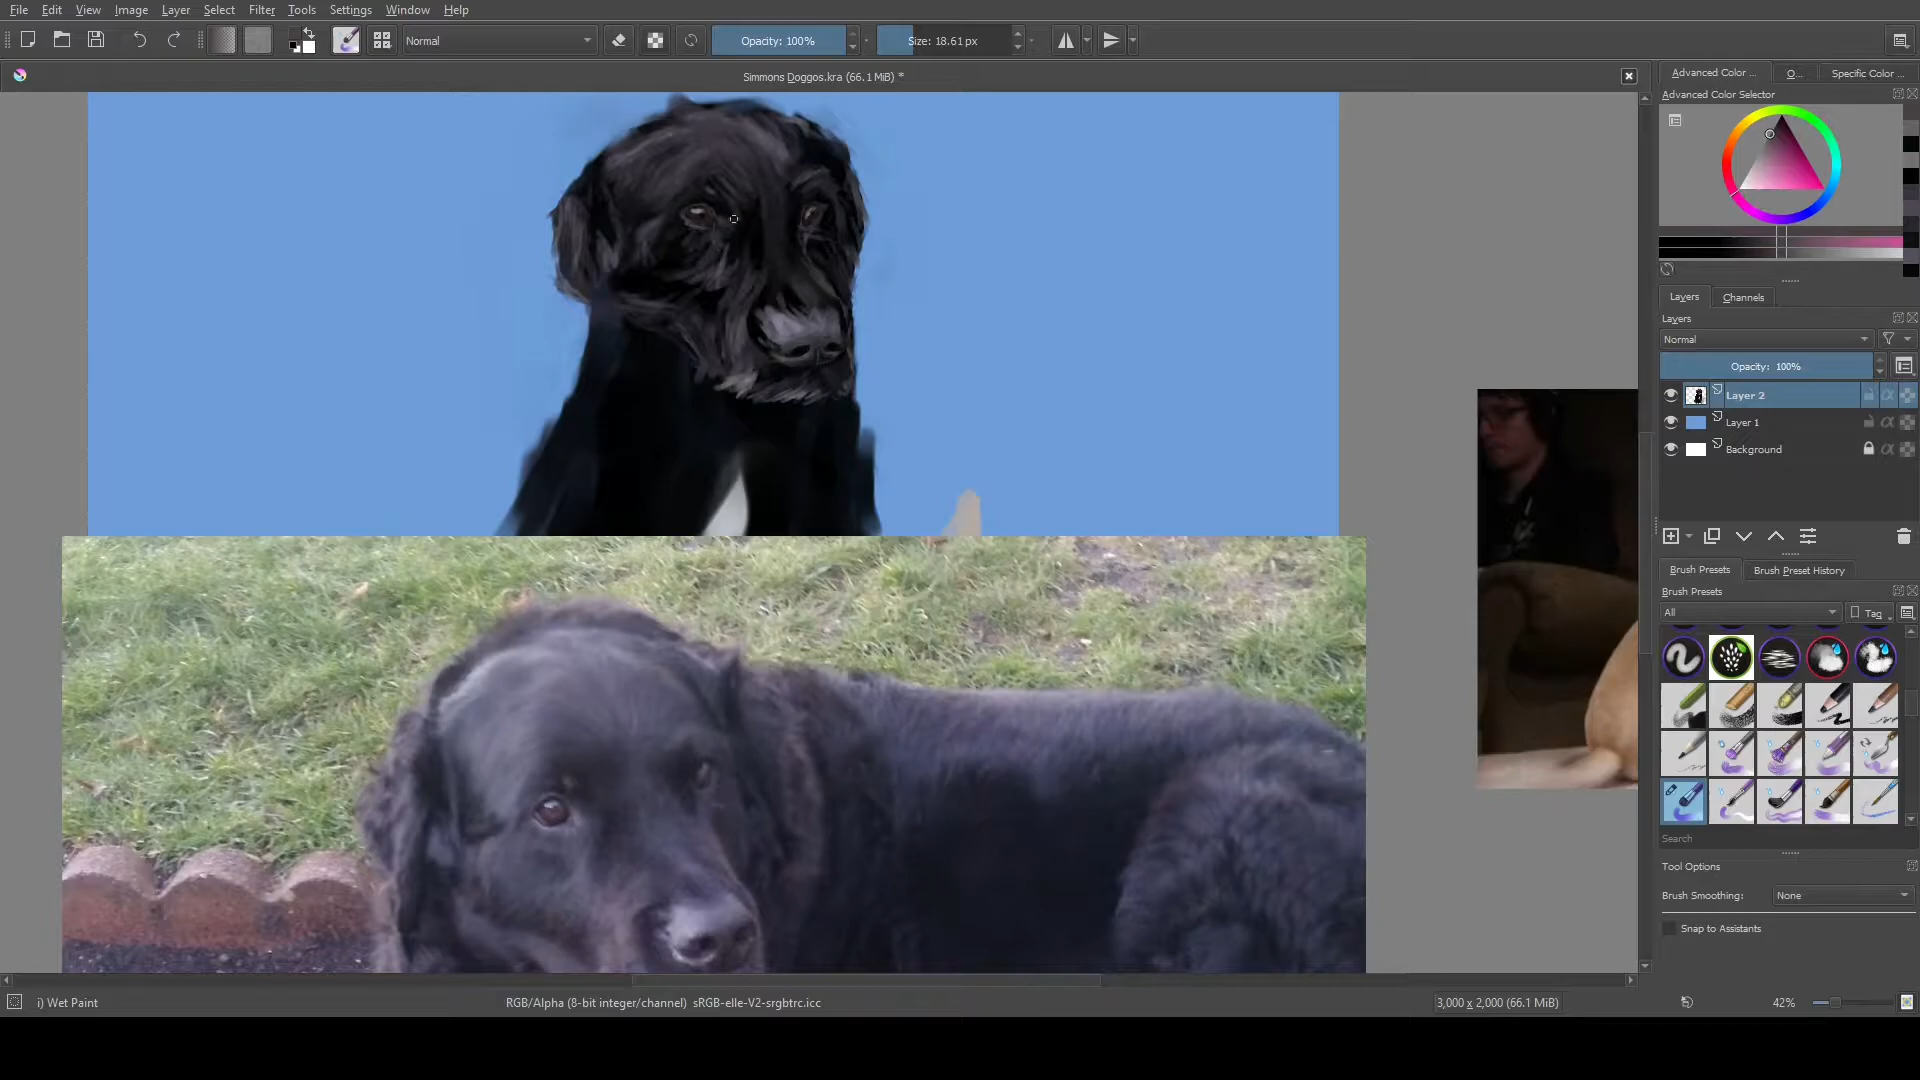 File Edit View Image Layer Select Filter Tools Settings Window Help
Normal Opacity: 100% Size: 18.61 px
Simmons Doggos.kra (66.1 MiB) *
Advanced Color ... O... Specific Color ...
Advanced Color Selector
Layers Channels
Layers
Normal
Opacity: 100%
Layer 2
Layer 1
Background
Brush Presets Brush Preset History
Brush Presets
All Tag
Search
Tool Options
Brush Smoothing: None
Snap to Assistants
i) Wet Paint RGB/Alpha (8-bit integer/channel) sRGB-elle-V2-srgbtrc.icc 3,000 x 2,000 (66.1 MiB) 42%